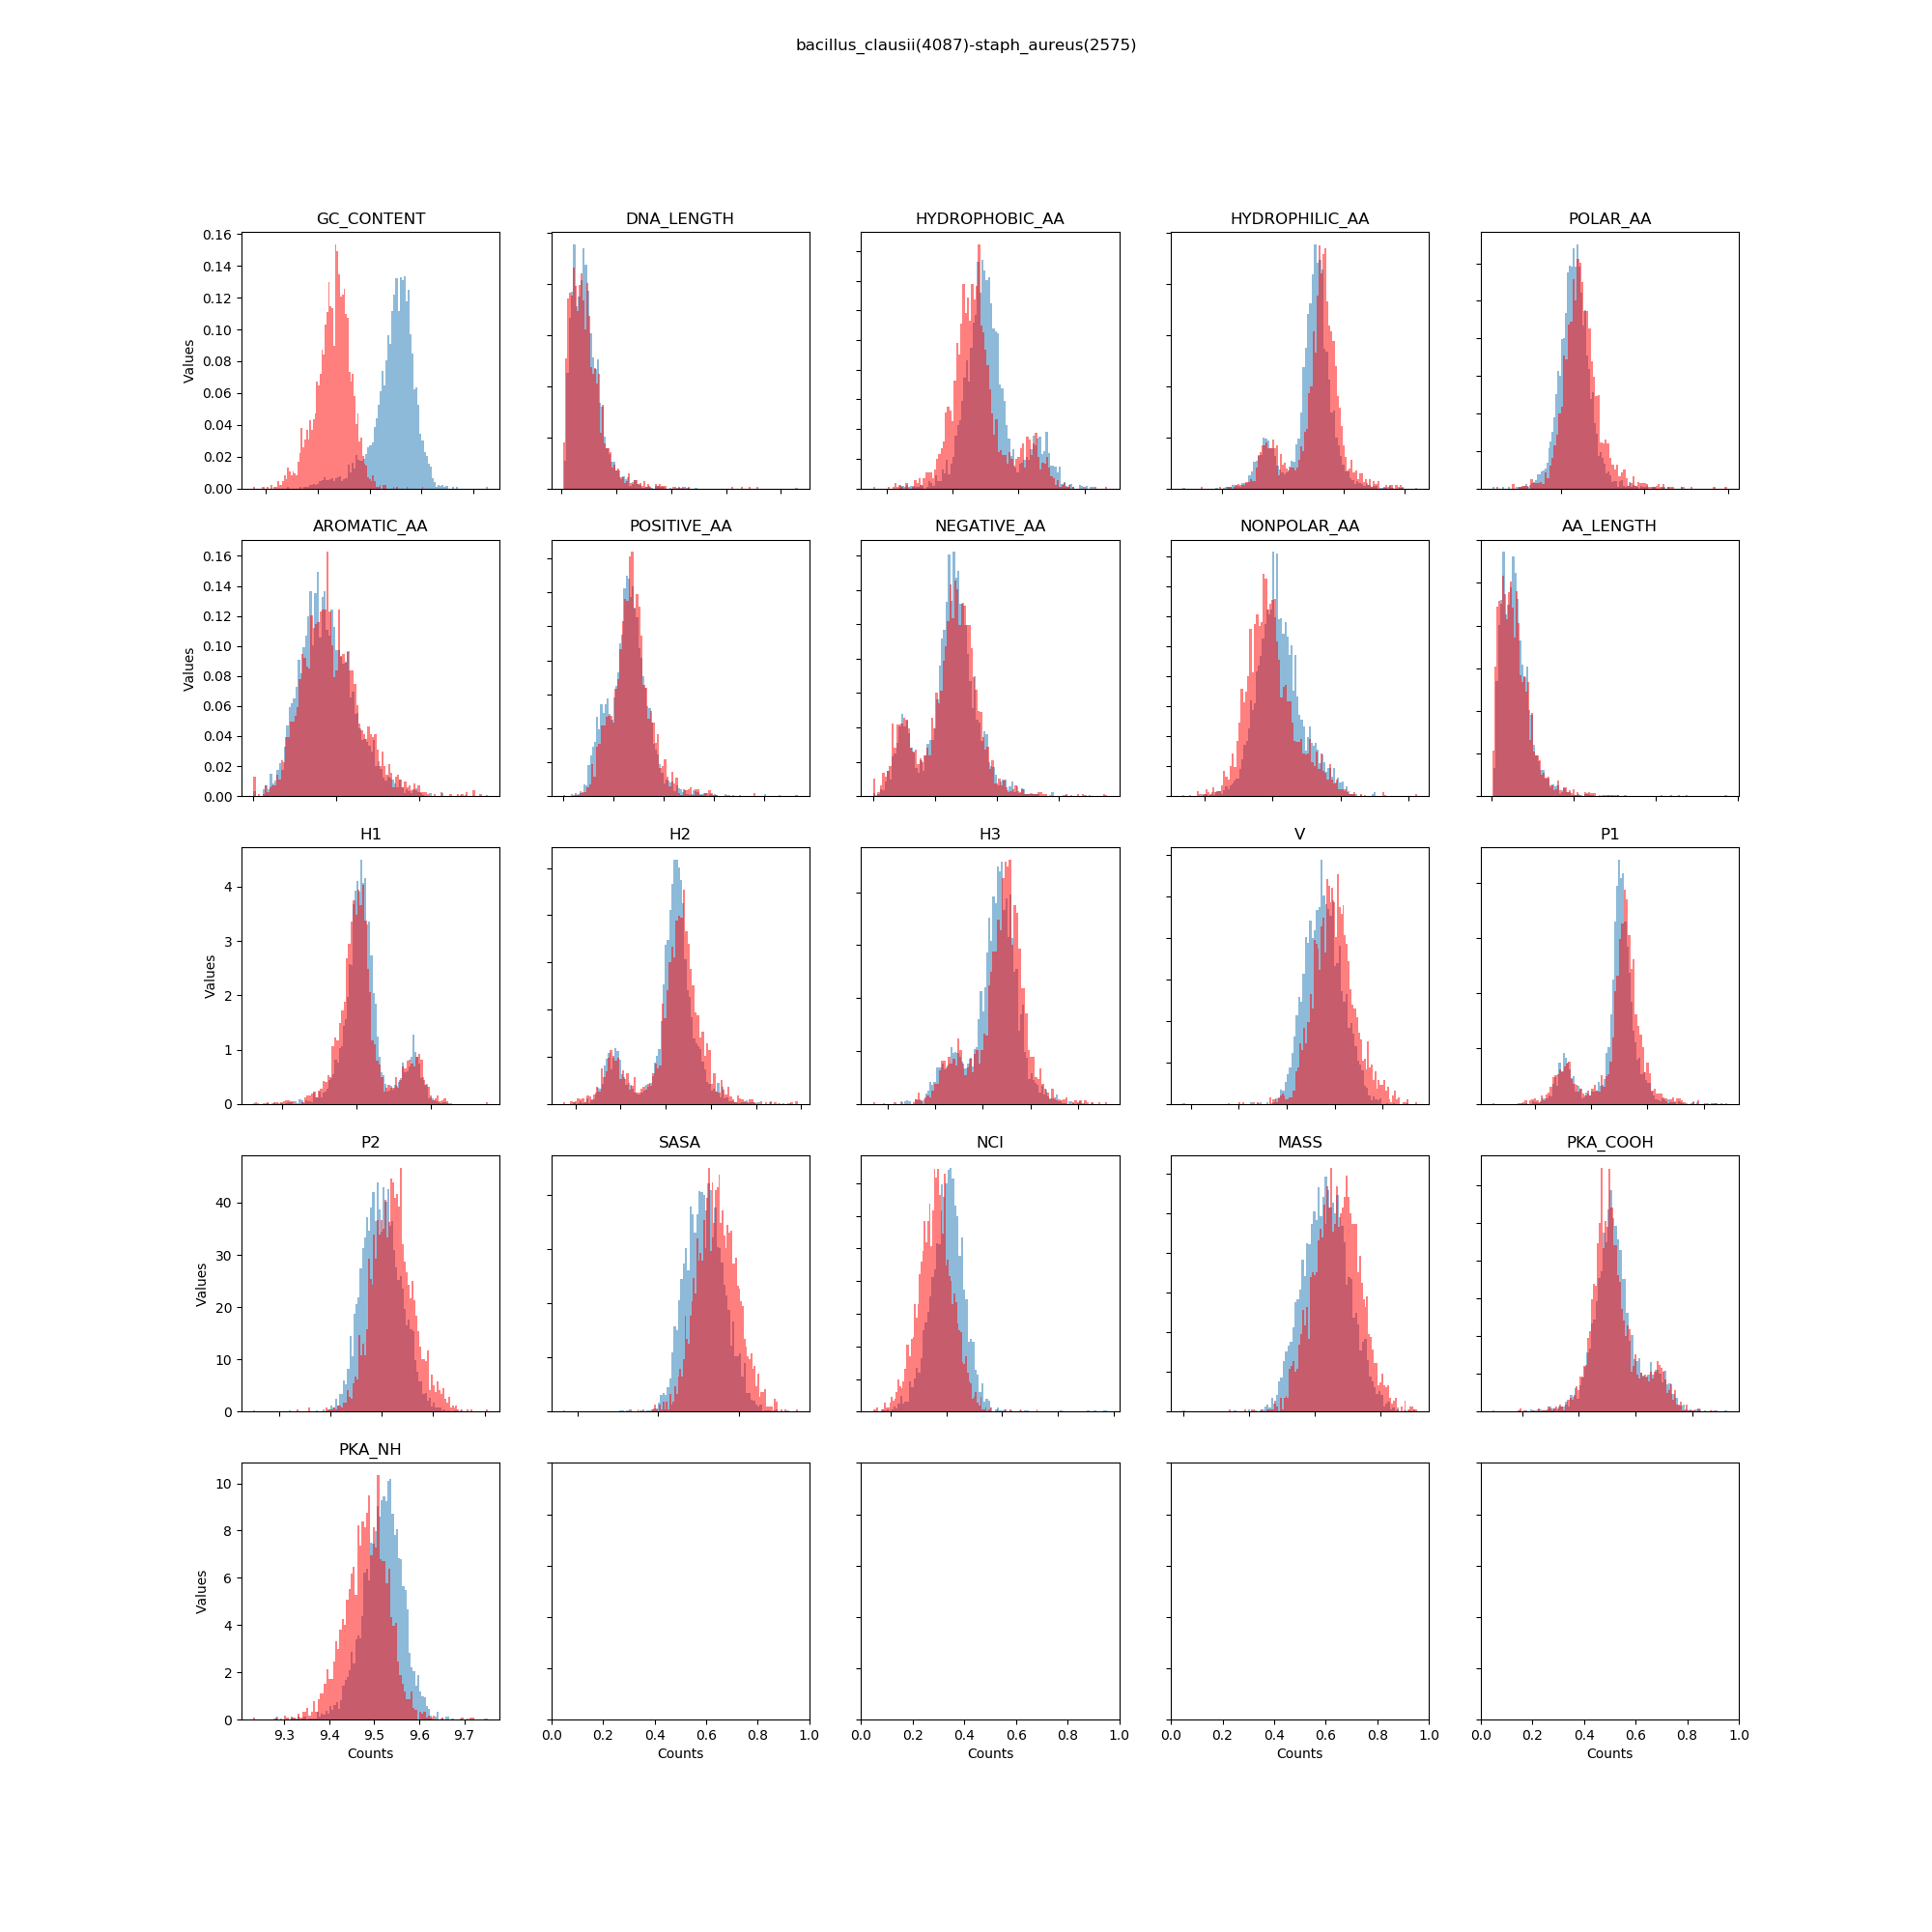 bacillus_clausii(4087)-staph_aureus(2575)
GC_CONTENT DNA_LENGTH HYDROPHOBIC_AA HYDROPHILIC_AA POLAR_AA
0.16
0.14
0.12
0.10
0.08
0.06
0.04
0.02
0.00
Values
AROMATIC_AA POSITIVE_AA NEGATIVE_AA NONPOLAR_AA AA_LENGTH
0.16
0.14
0.12
0.10
0.08
0.06
0.04
0.02
0.00
Values
H1 H2 H3 V P1
4
3
2
1
0
Values
P2 SASA NCI MASS PKA_COOH
40
30
20
10
0
Values
PKA_NH
10
8
6
4
2
0
Values
9.3 9.4 9.5 9.6 9.7 0.0 0.2 0.4 0.6 0.8 1.0 0.0 0.2 0.4 0.6 0.8 1.0 0.0 0.2 0.4 0.6 0.8 1.0 0.0 0.2 0.4 0.6 0.8 1.0
Counts Counts Counts Counts Counts